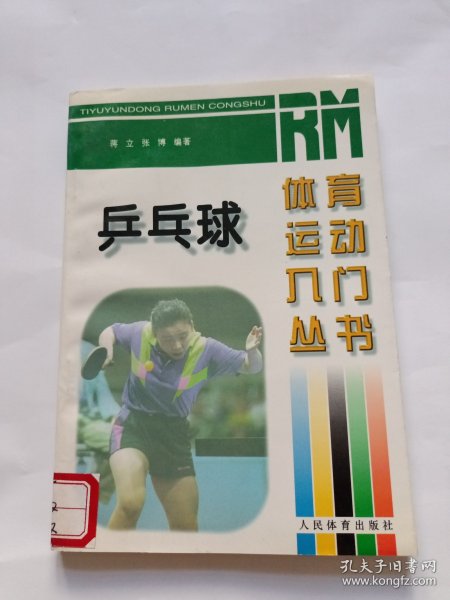 TIYUYUNDONG RUMEN CONGSHU
RM
蒋立 张博 编著
乒乓球
体育
运动
入门
丛书
人民体育出版社
孔夫子旧书网
www.kongfz.com